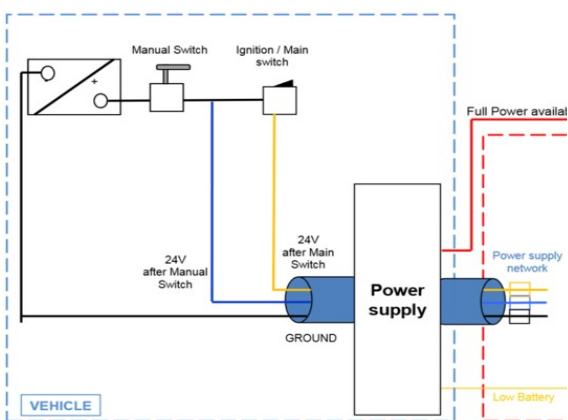 Manual Switch
Ignition / Main
switch
-
+
Full Power availab
24V
after Manual
Switch
24V
after Main
Switch
Power
supply
Power supply
network
GROUND
Low Battery
VEHICLE